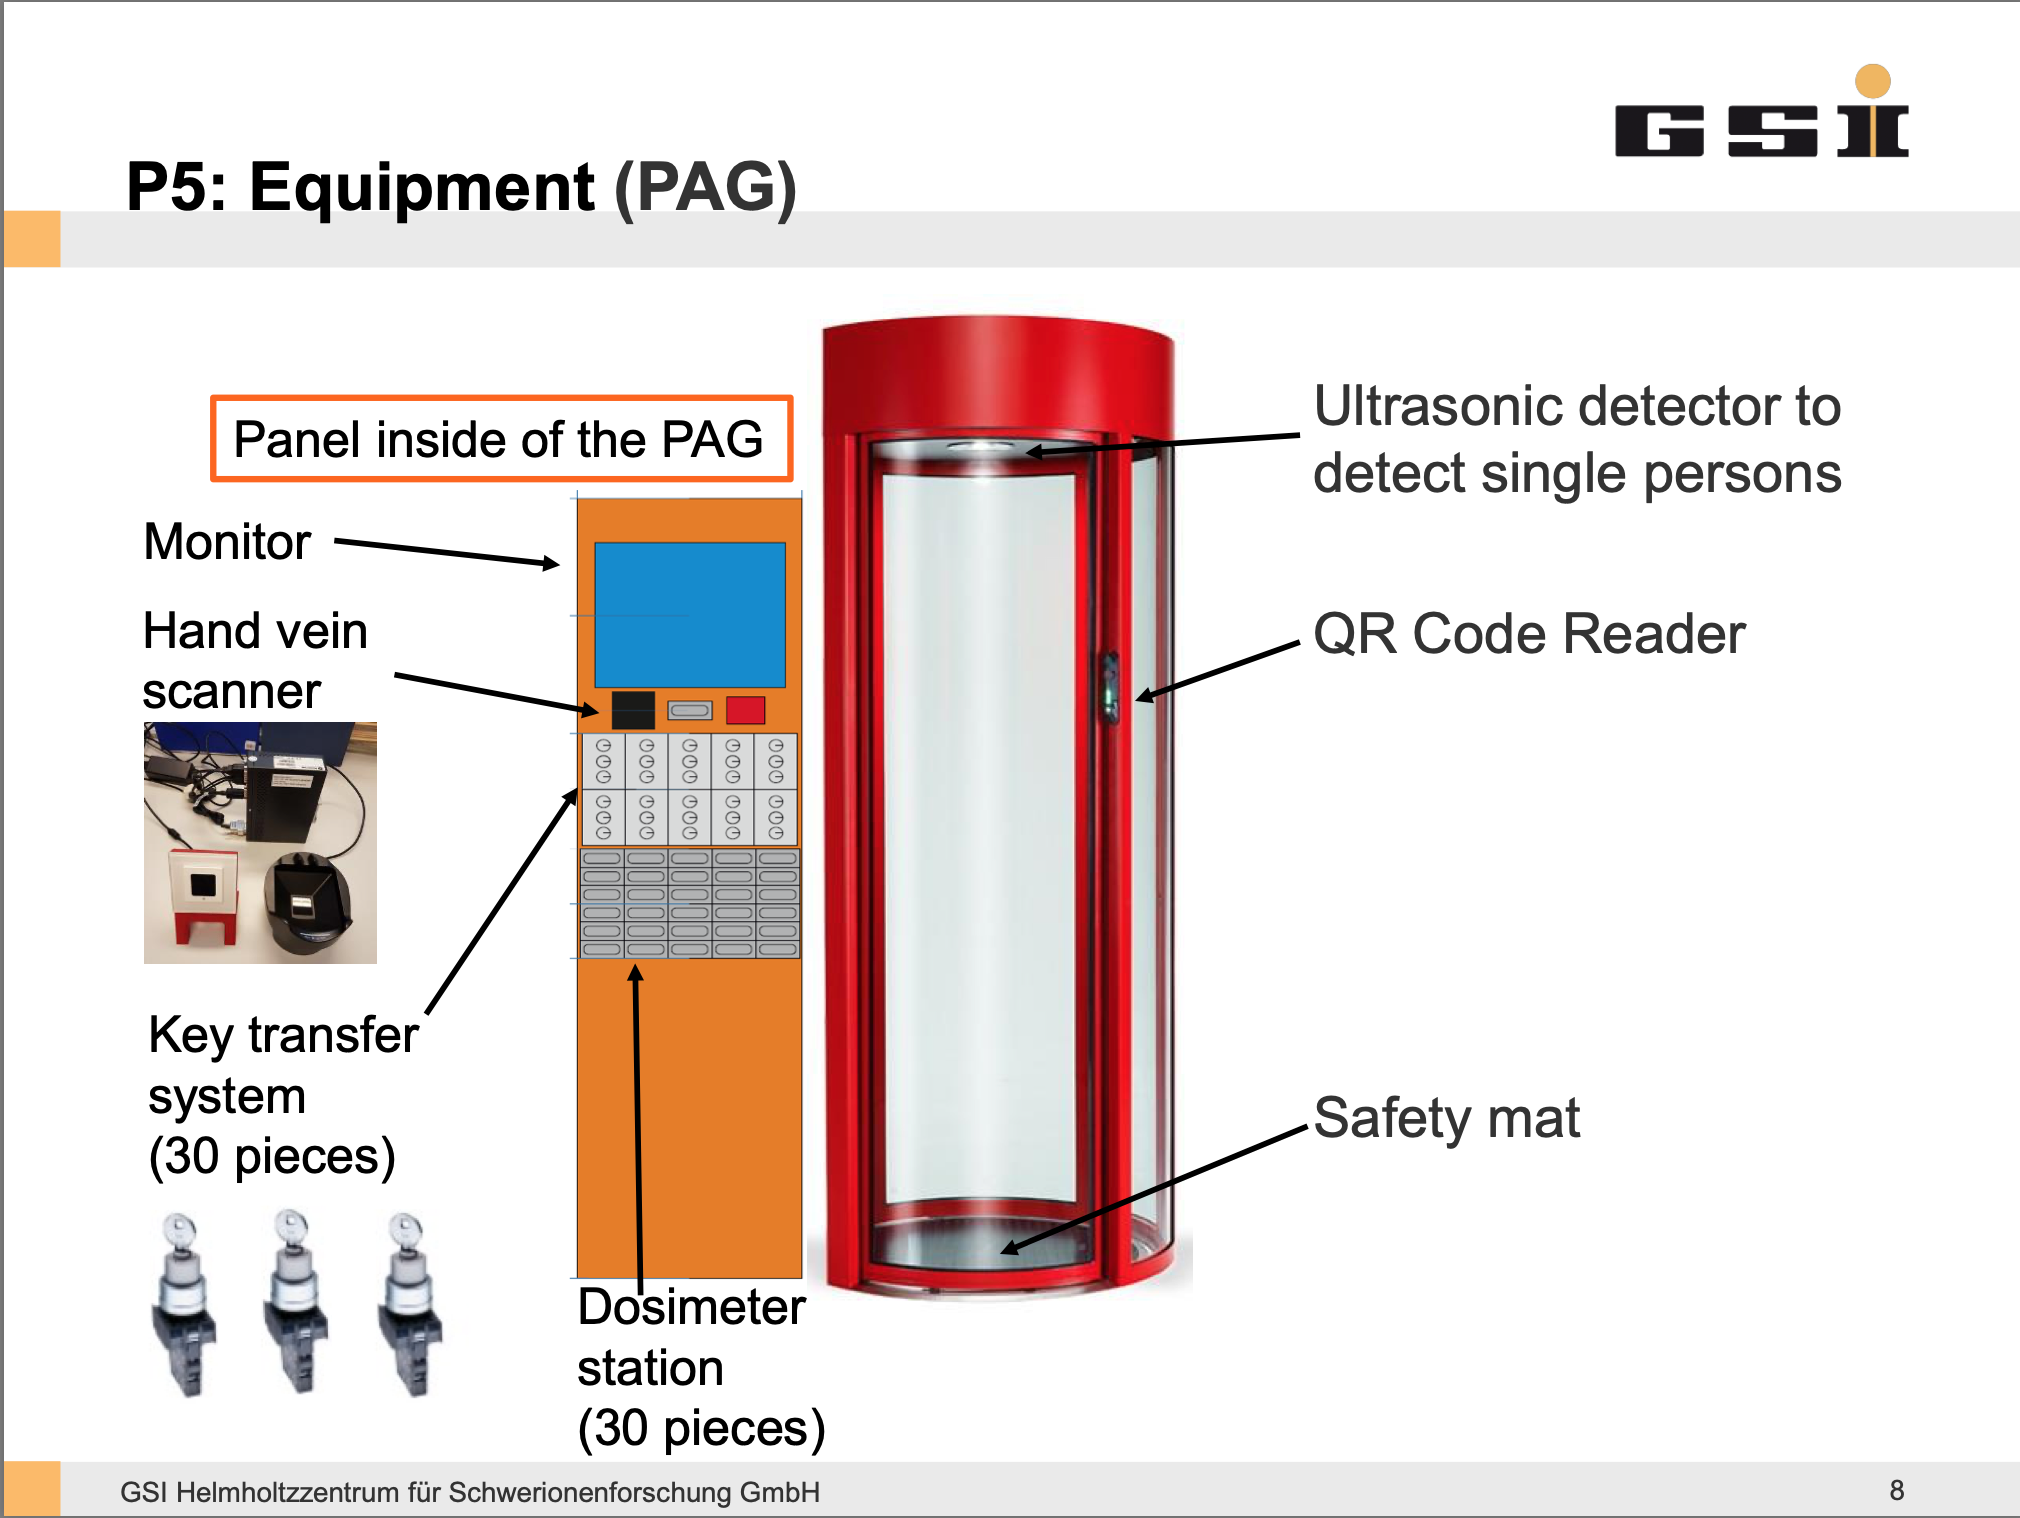 GSI
P5: Equipment (PAG)
Panel inside of the PAG
Monitor
Hand vein
scanner
Key transfer
system
(30 pieces)
Dosimeter
station
(30 pieces)
Ultrasonic detector to
detect single persons
QR Code Reader
Safety mat
GSI Helmholtzzentrum für Schwerionenforschung GmbH
8